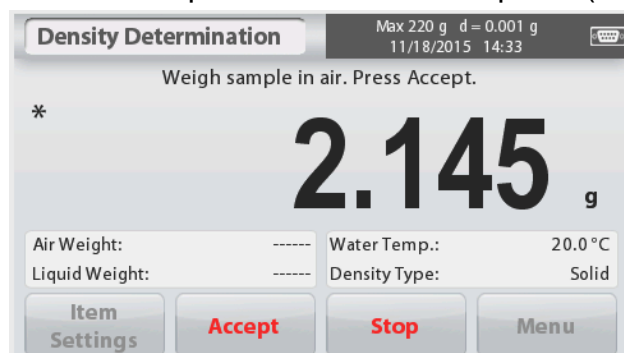 Density Determination
Max 220 g d = 0.001 g
11/18/2015 14:33
Weigh sample in air. Press Accept.
*
2.145 g
Air Weight: ------
Water Temp.: 20.0°C
Liquid Weight: ------
Density Type: Solid
Item Settings
Accept
Stop
Menu